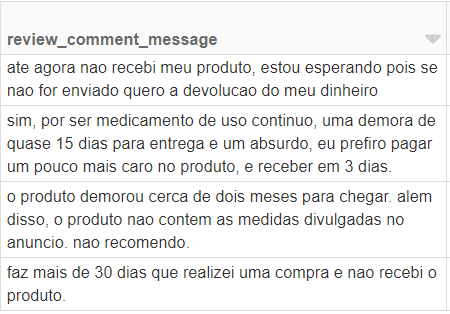 review_comment_message
ate agora nao recebi meu produto, estou esperando pois se
nao for enviado quero a devolucao do meu dinheiro
sim, por ser medicamento de uso continuo, uma demora de
quase 15 dias para entrega e um absurdo, eu prefiro pagar
um pouco mais caro no produto, e receber em 3 dias.
o produto demorou cerca de dois meses para chegar. alem
disso, o produto nao contem as medidas divulgadas no
anuncio. nao recomendo.
faz mais de 30 dias que realizei uma compra e nao recebi o
produto.